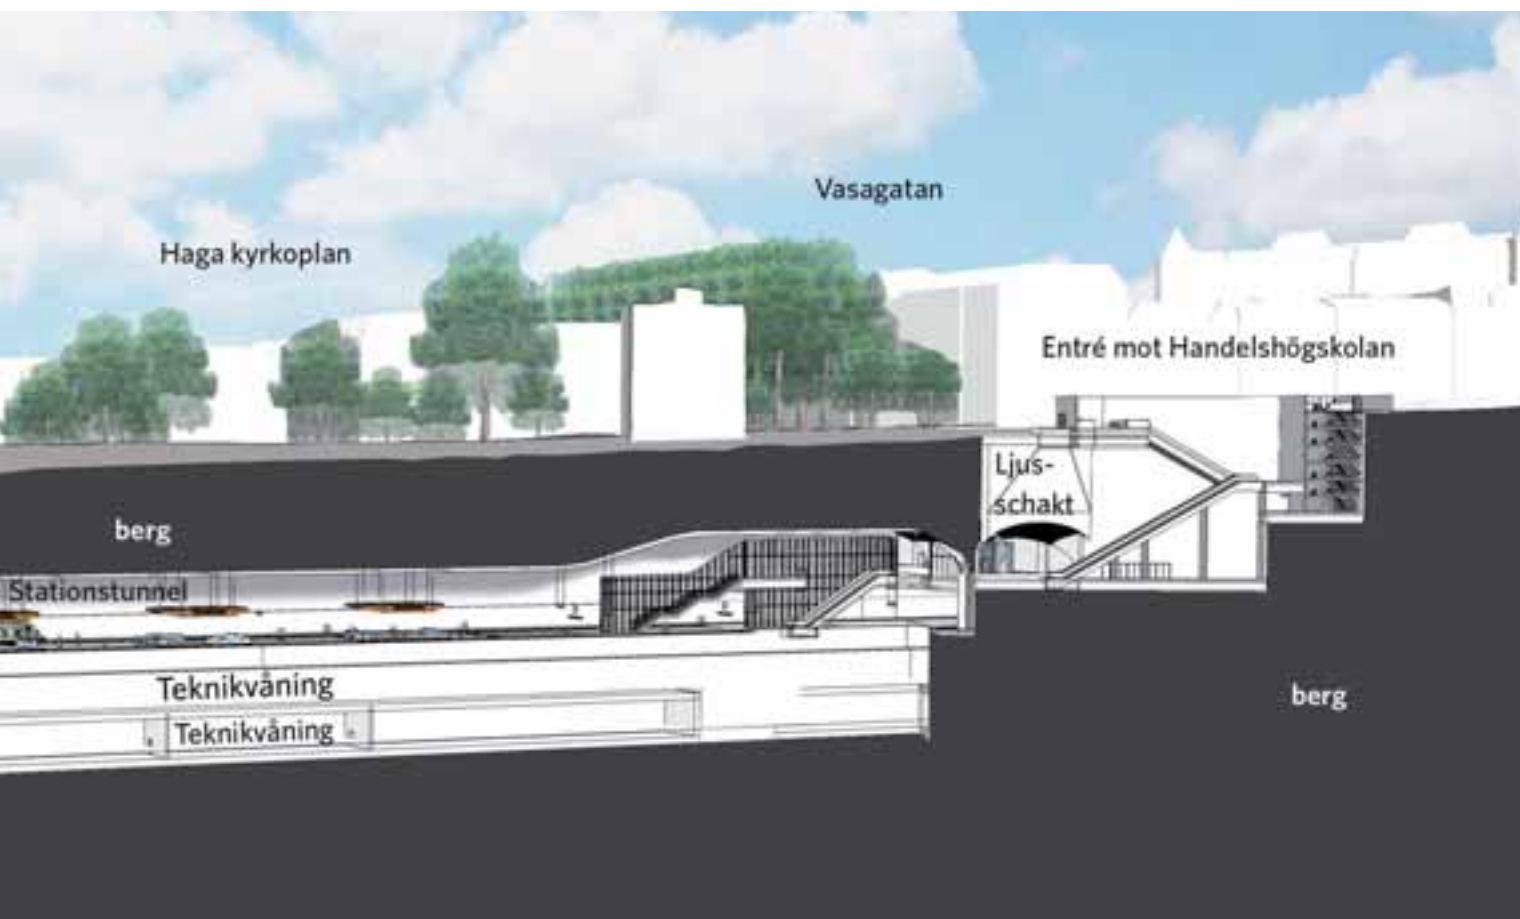 Vasagatan
Haga kyrkoplan
Entré mot Handelshögskolan
Ljus-
schakt
berg
Stationstunnel
Teknikvåning
berg
Teknikvåning